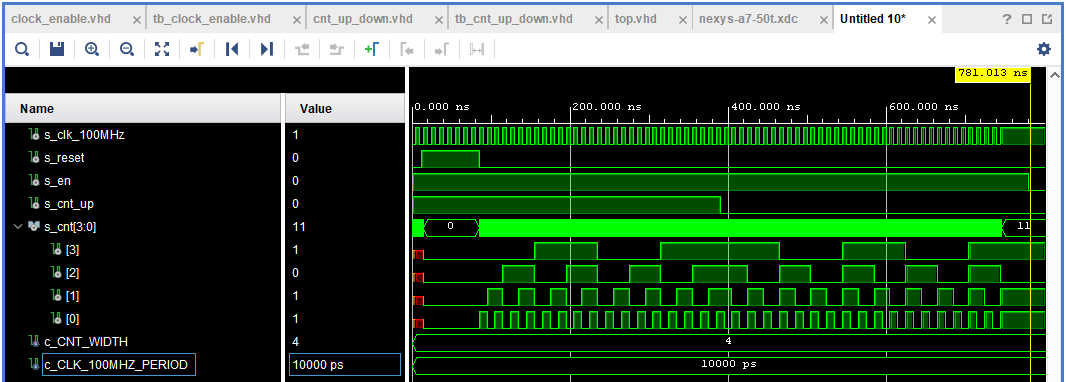 clock_enable.vhd × tb_clock_enable.vhd × cnt_up_down.vhd × tb_cnt_up_down.vhd × top.vhd × nexys-a7-50t.xdc × Untitled 10* × ?
781.013 ns
Name Value 0.000 ns 200.000 ns 400.000 ns 600.000 ns
s_clk_100MHz 1
s_reset 0
s_en 0
s_cnt_up 0
s_cnt[3:0] 11 0 11
[3] 1
[2] 0
[1] 1
[0] 1
c_CNT_WIDTH 4 4
c_CLK_100MHZ_PERIOD 10000 ps 10000 ps